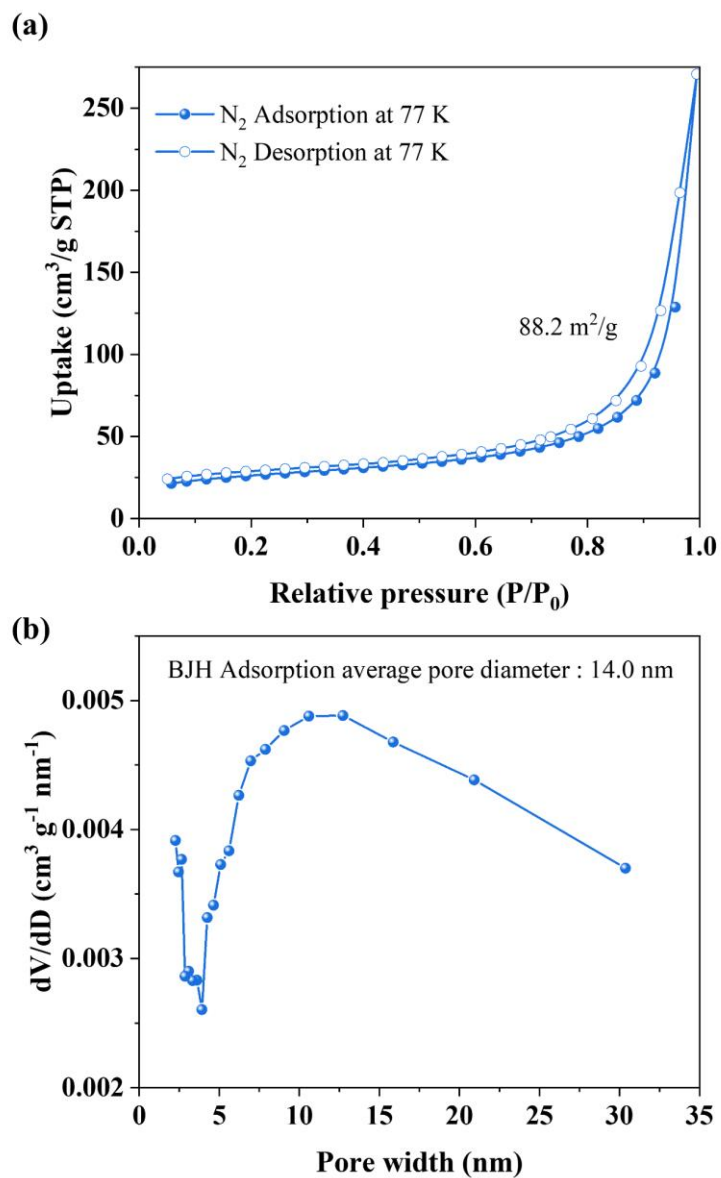 (a)
250
200
150
100
50
0
Uptake (cm³/g STP)
N₂ Adsorption at 77 K
N₂ Desorption at 77 K
88.2 m²/g
0.0 0.2 0.4 0.6 0.8 1.0
Relative pressure (P/P₀)
(b)
BJH Adsorption average pore diameter : 14.0 nm
0.005
0.004
0.003
0.002
dV/dD (cm³ g⁻¹ nm⁻¹)
0 5 10 15 20 25 30 35
Pore width (nm)